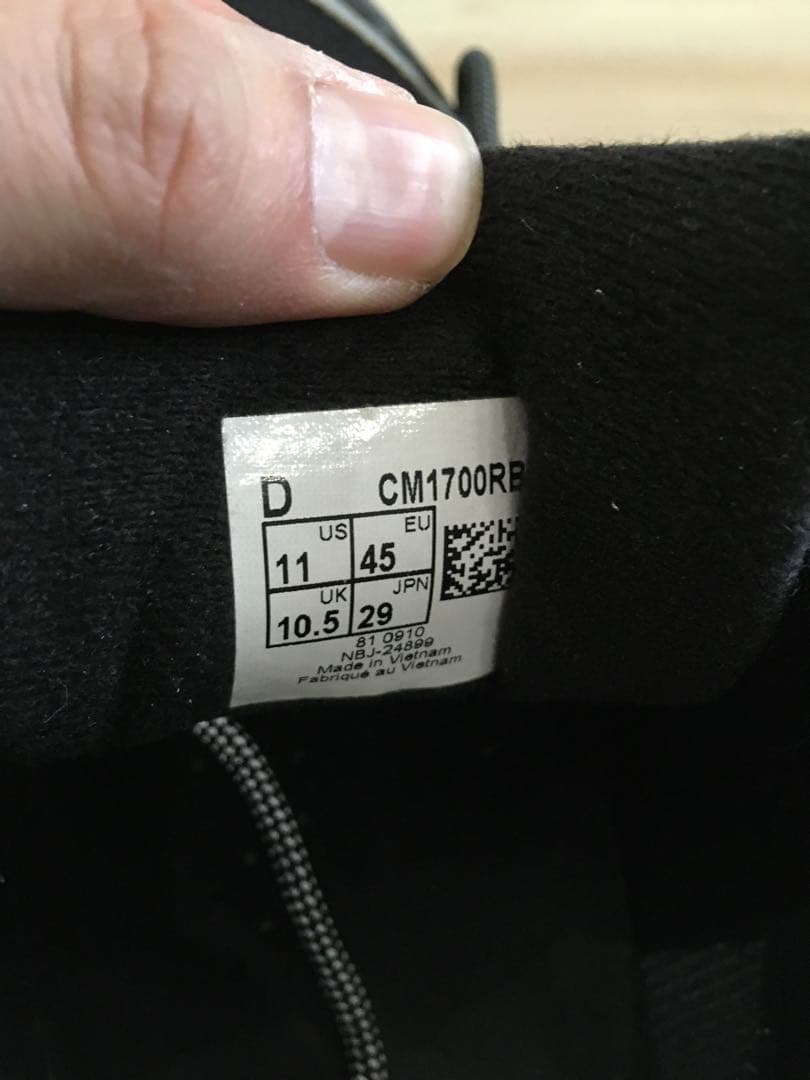 D CM1700RB
US EU
11 45
UK JPN
10.5 29
81 0910
NBJ-24899
Made in Vietnam
Fabriqué au Vietnam